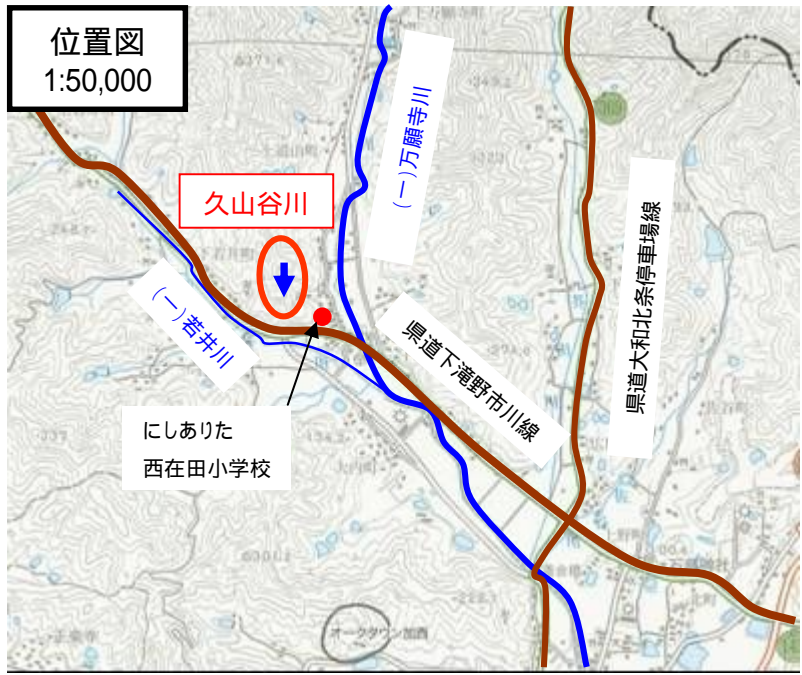 位置図
1:50,000
久山谷川
(一)万願寺川
(一)若井川
県道大和北条停車場線
県道下滝野市川線
にしありた
西在田小学校
オークタウン加西